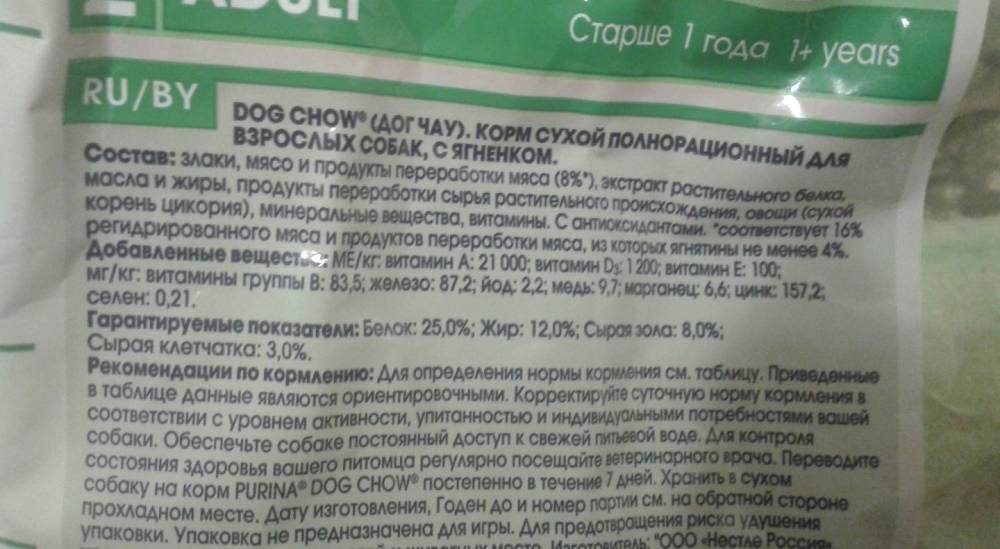 ADULT
Старше 1 года 1+ years
RU/BY
DOG CHOW® (ДОГ ЧАУ). КОРМ СУХОЙ ПОЛНОРАЦИОННЫЙ ДЛЯ
ВЗРОСЛЫХ СОБАК, С ЯГНЕНКОМ.
Состав: злаки, мясо и продукты переработки мяса (8%*), экстракт растительного белка,
масла и жиры, продукты переработки сырья растительного происхождения, овощи (сухой
корень цикория), минеральные вещества, витамины. С антиоксидантами. *соответствует 16%
регидрированного мяса и продуктов переработки мяса, из которых ягнятины не менее 4%.
Добавленные вещества: МЕ/кг: витамин А: 21 000; витамин D₃: 1 200; витамин Е: 100;
мг/кг: витамины группы В: 83,5; железо: 87,2; йод: 2,2; медь: 9,7; марганец: 6,6; цинк: 157,2;
селен: 0,21.
Гарантируемые показатели: Белок: 25,0%; Жир: 12,0%; Сырая зола: 8,0%;
Сырая клетчатка: 3,0%.
Рекомендации по кормлению: Для определения нормы кормления см. таблицу. Приведенные
в таблице данные являются ориентировочными. Корректируйте суточную норму кормления в
соответствии с уровнем активности, упитанностью и индивидуальными потребностями вашей
собаки. Обеспечьте собаке постоянный доступ к свежей питьевой воде. Для контроля
состояния здоровья вашего питомца регулярно посещайте ветеринарного врача. Переводите
собаку на корм PURINA® DOG CHOW® постепенно в течение 7 дней. Хранить в сухом
прохладном месте. Дату изготовления, Годен до и номер партии см. на обратной стороне
упаковки. Упаковка не предназначена для игры. Для предотвращения риска удушения
месте. Изготовитель: "ООО «Нестле Россия»